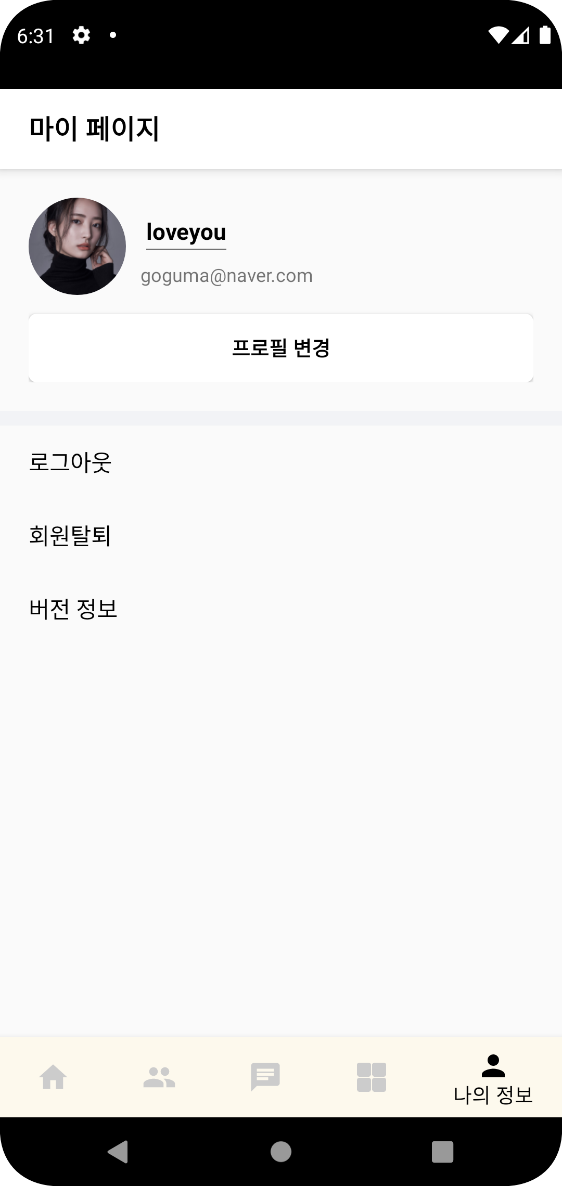 6:31
마이 페이지
loveyou
goguma@naver.com
프로필 변경
로그아웃
회원탈퇴
버전 정보
나의 정보